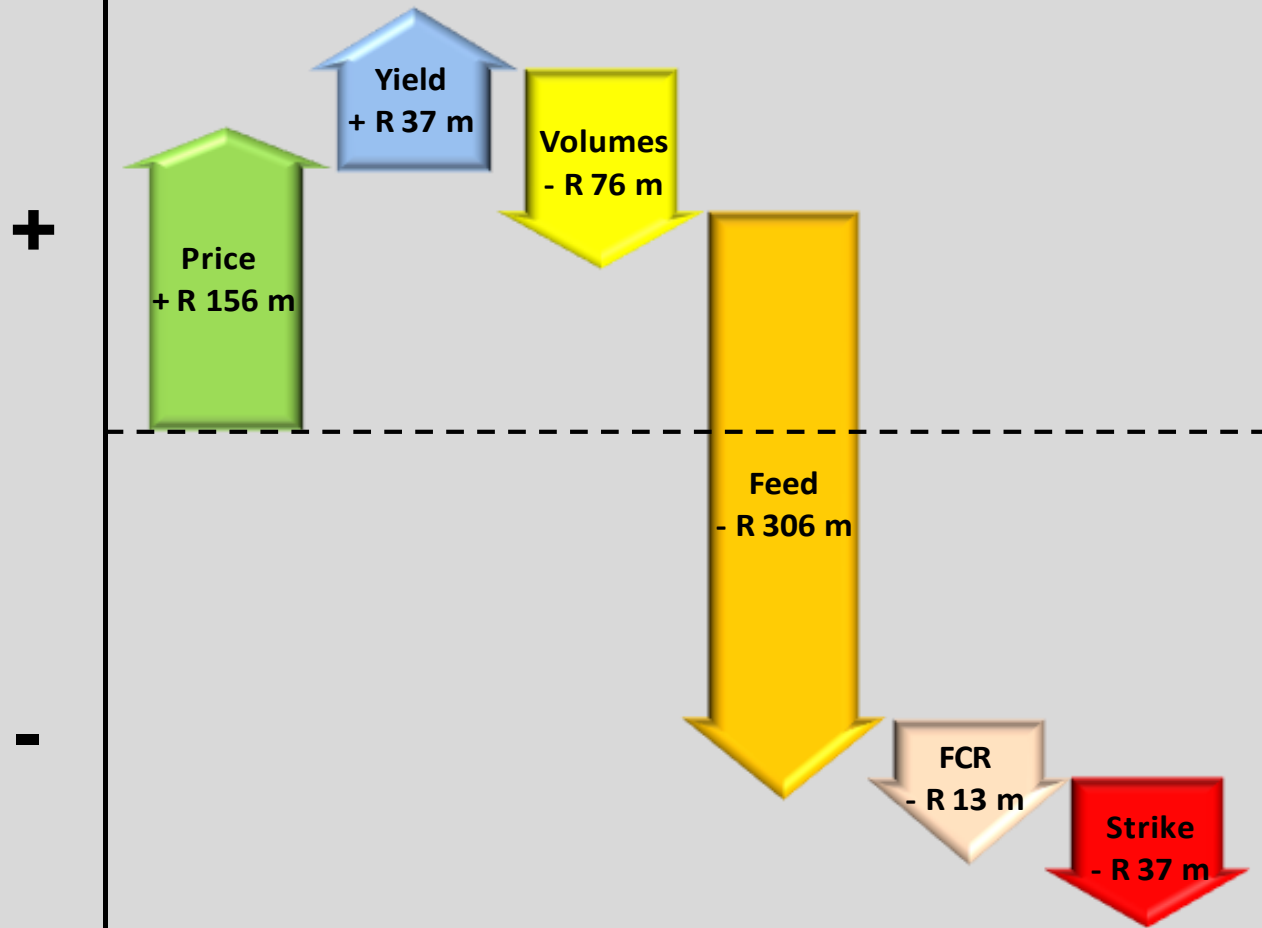 Yield
+ R 37 m
Volumes
- R 76 m
+
Price
+ R 156 m
Feed
- R 306 m
-
FCR
- R 13 m
Strike
- R 37 m